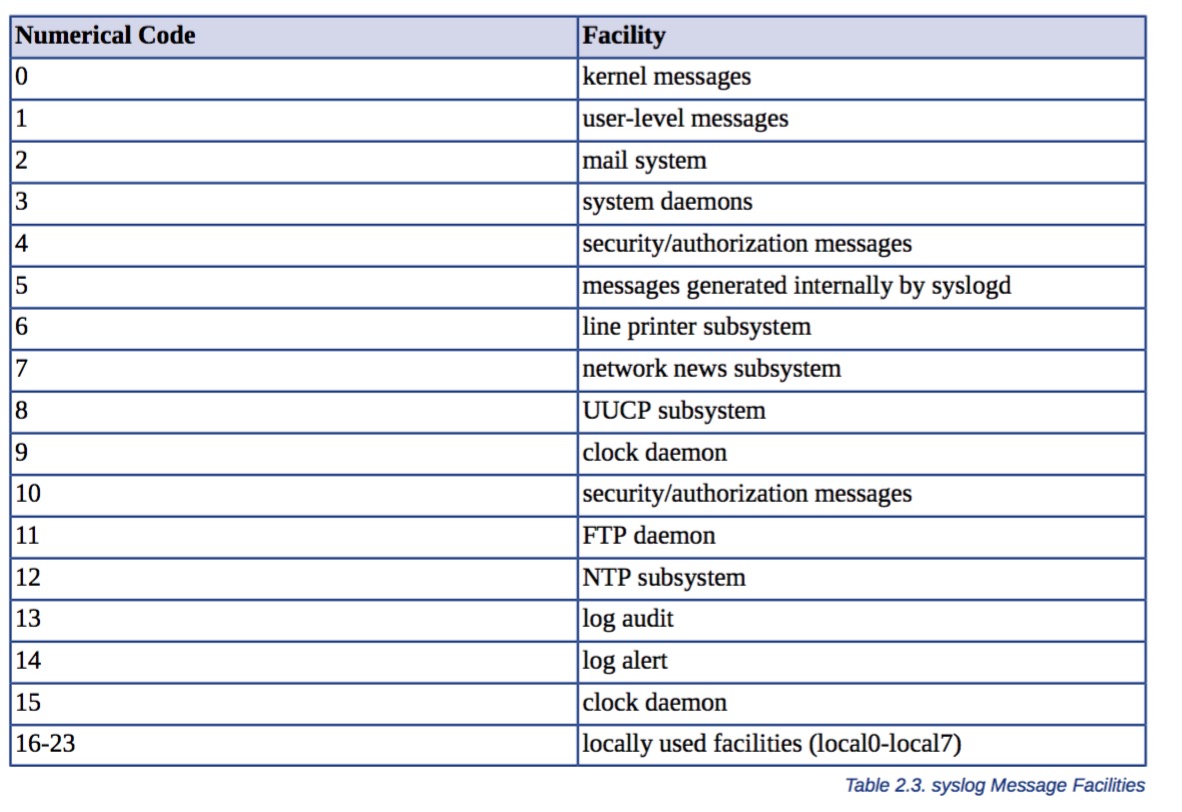 Numerical Code Facility
0 kernel messages
1 user-level messages
2 mail system
3 system daemons
4 security/authorization messages
5 messages generated internally by syslogd
6 line printer subsystem
7 network news subsystem
8 UUCP subsystem
9 clock daemon
10 security/authorization messages
11 FTP daemon
12 NTP subsystem
13 log audit
14 log alert
15 clock daemon
16-23 locally used facilities (local0-local7)
Table 2.3. syslog Message Facilities